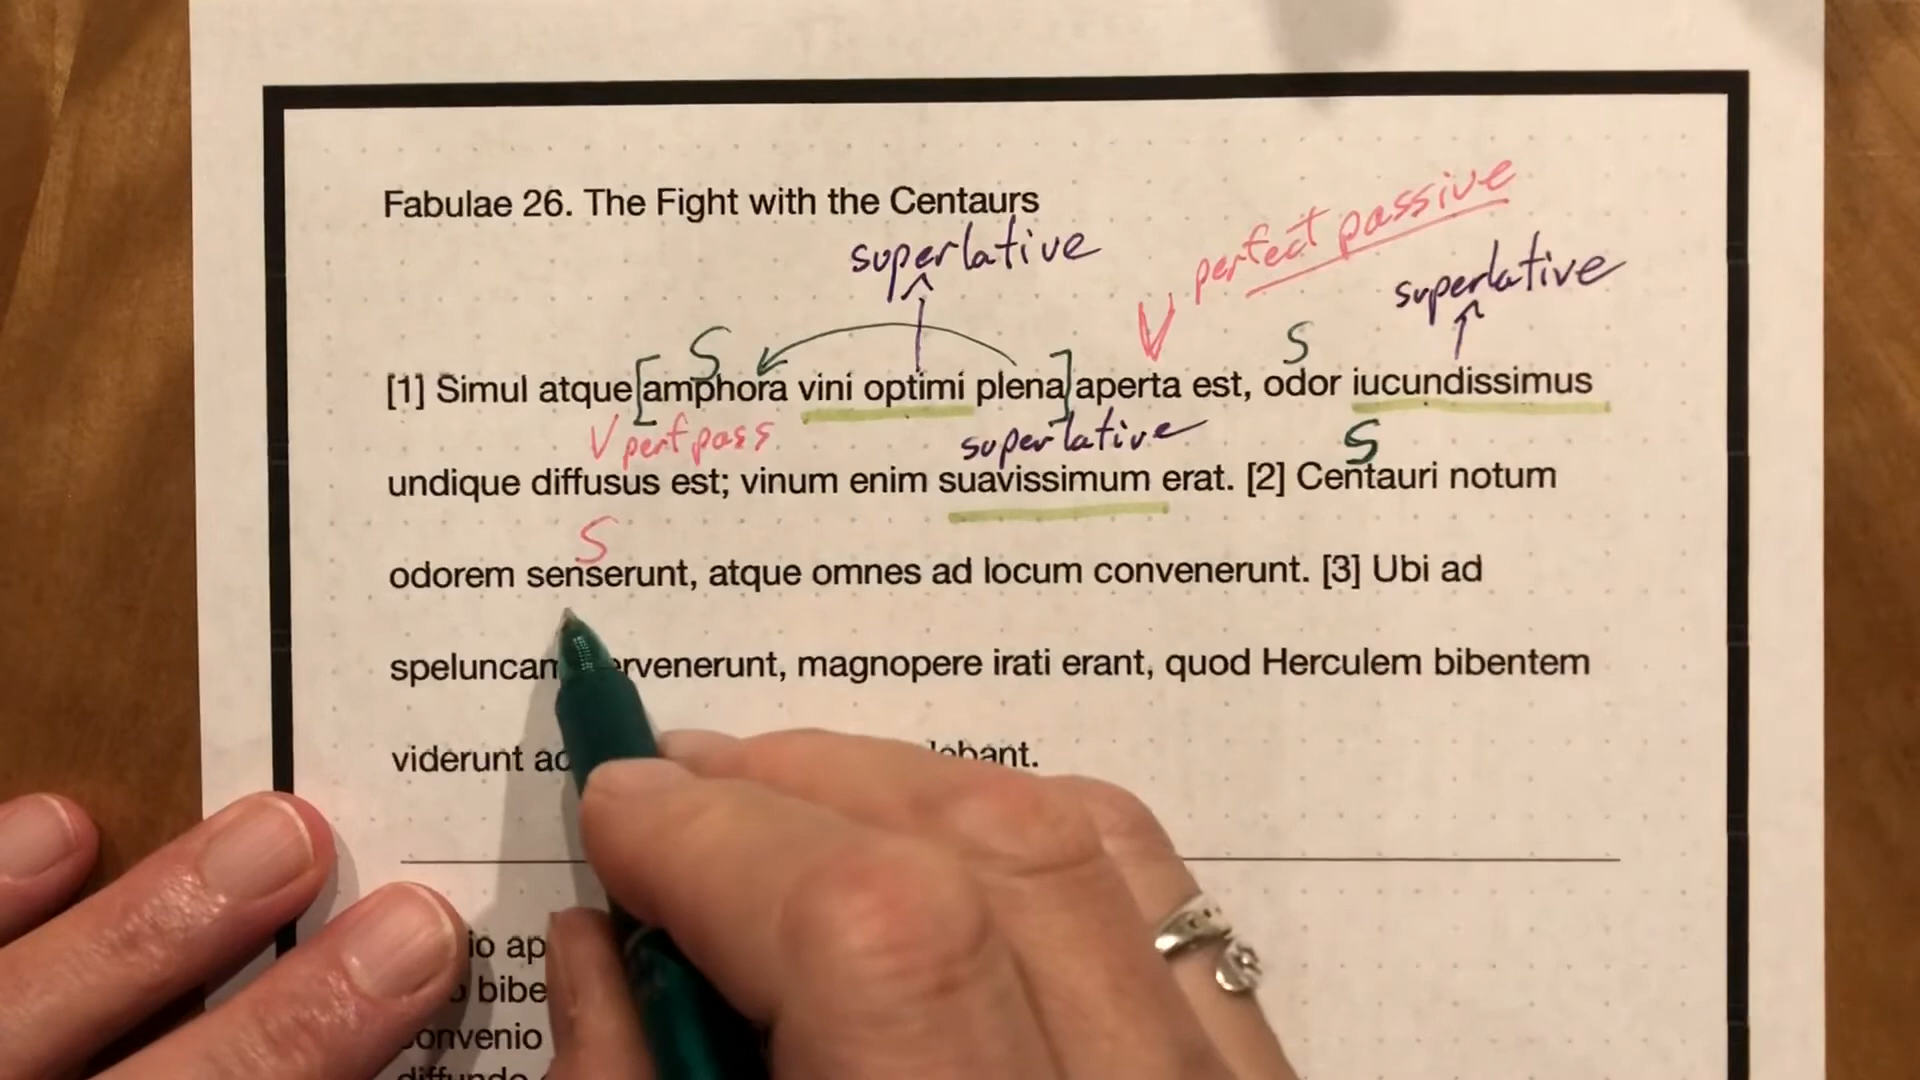 Fabulae 26. The Fight with the Centaurs
perfect passive
superlative
superlative
V
S
S
[1] Simul atque [amphora vini optimi plena] aperta est, odor iucundissimus
V perf pass.
superlative
S
undique diffusus est; vinum enim suavissimum erat. [2] Centauri notum
S
odorem senserunt, atque omnes ad locum convenerunt. [3] Ubi ad
speluncam ervenerunt, magnopere irati erant, quod Herculem bibentem
viderunt
io ap
bibe
convenio
diffundo